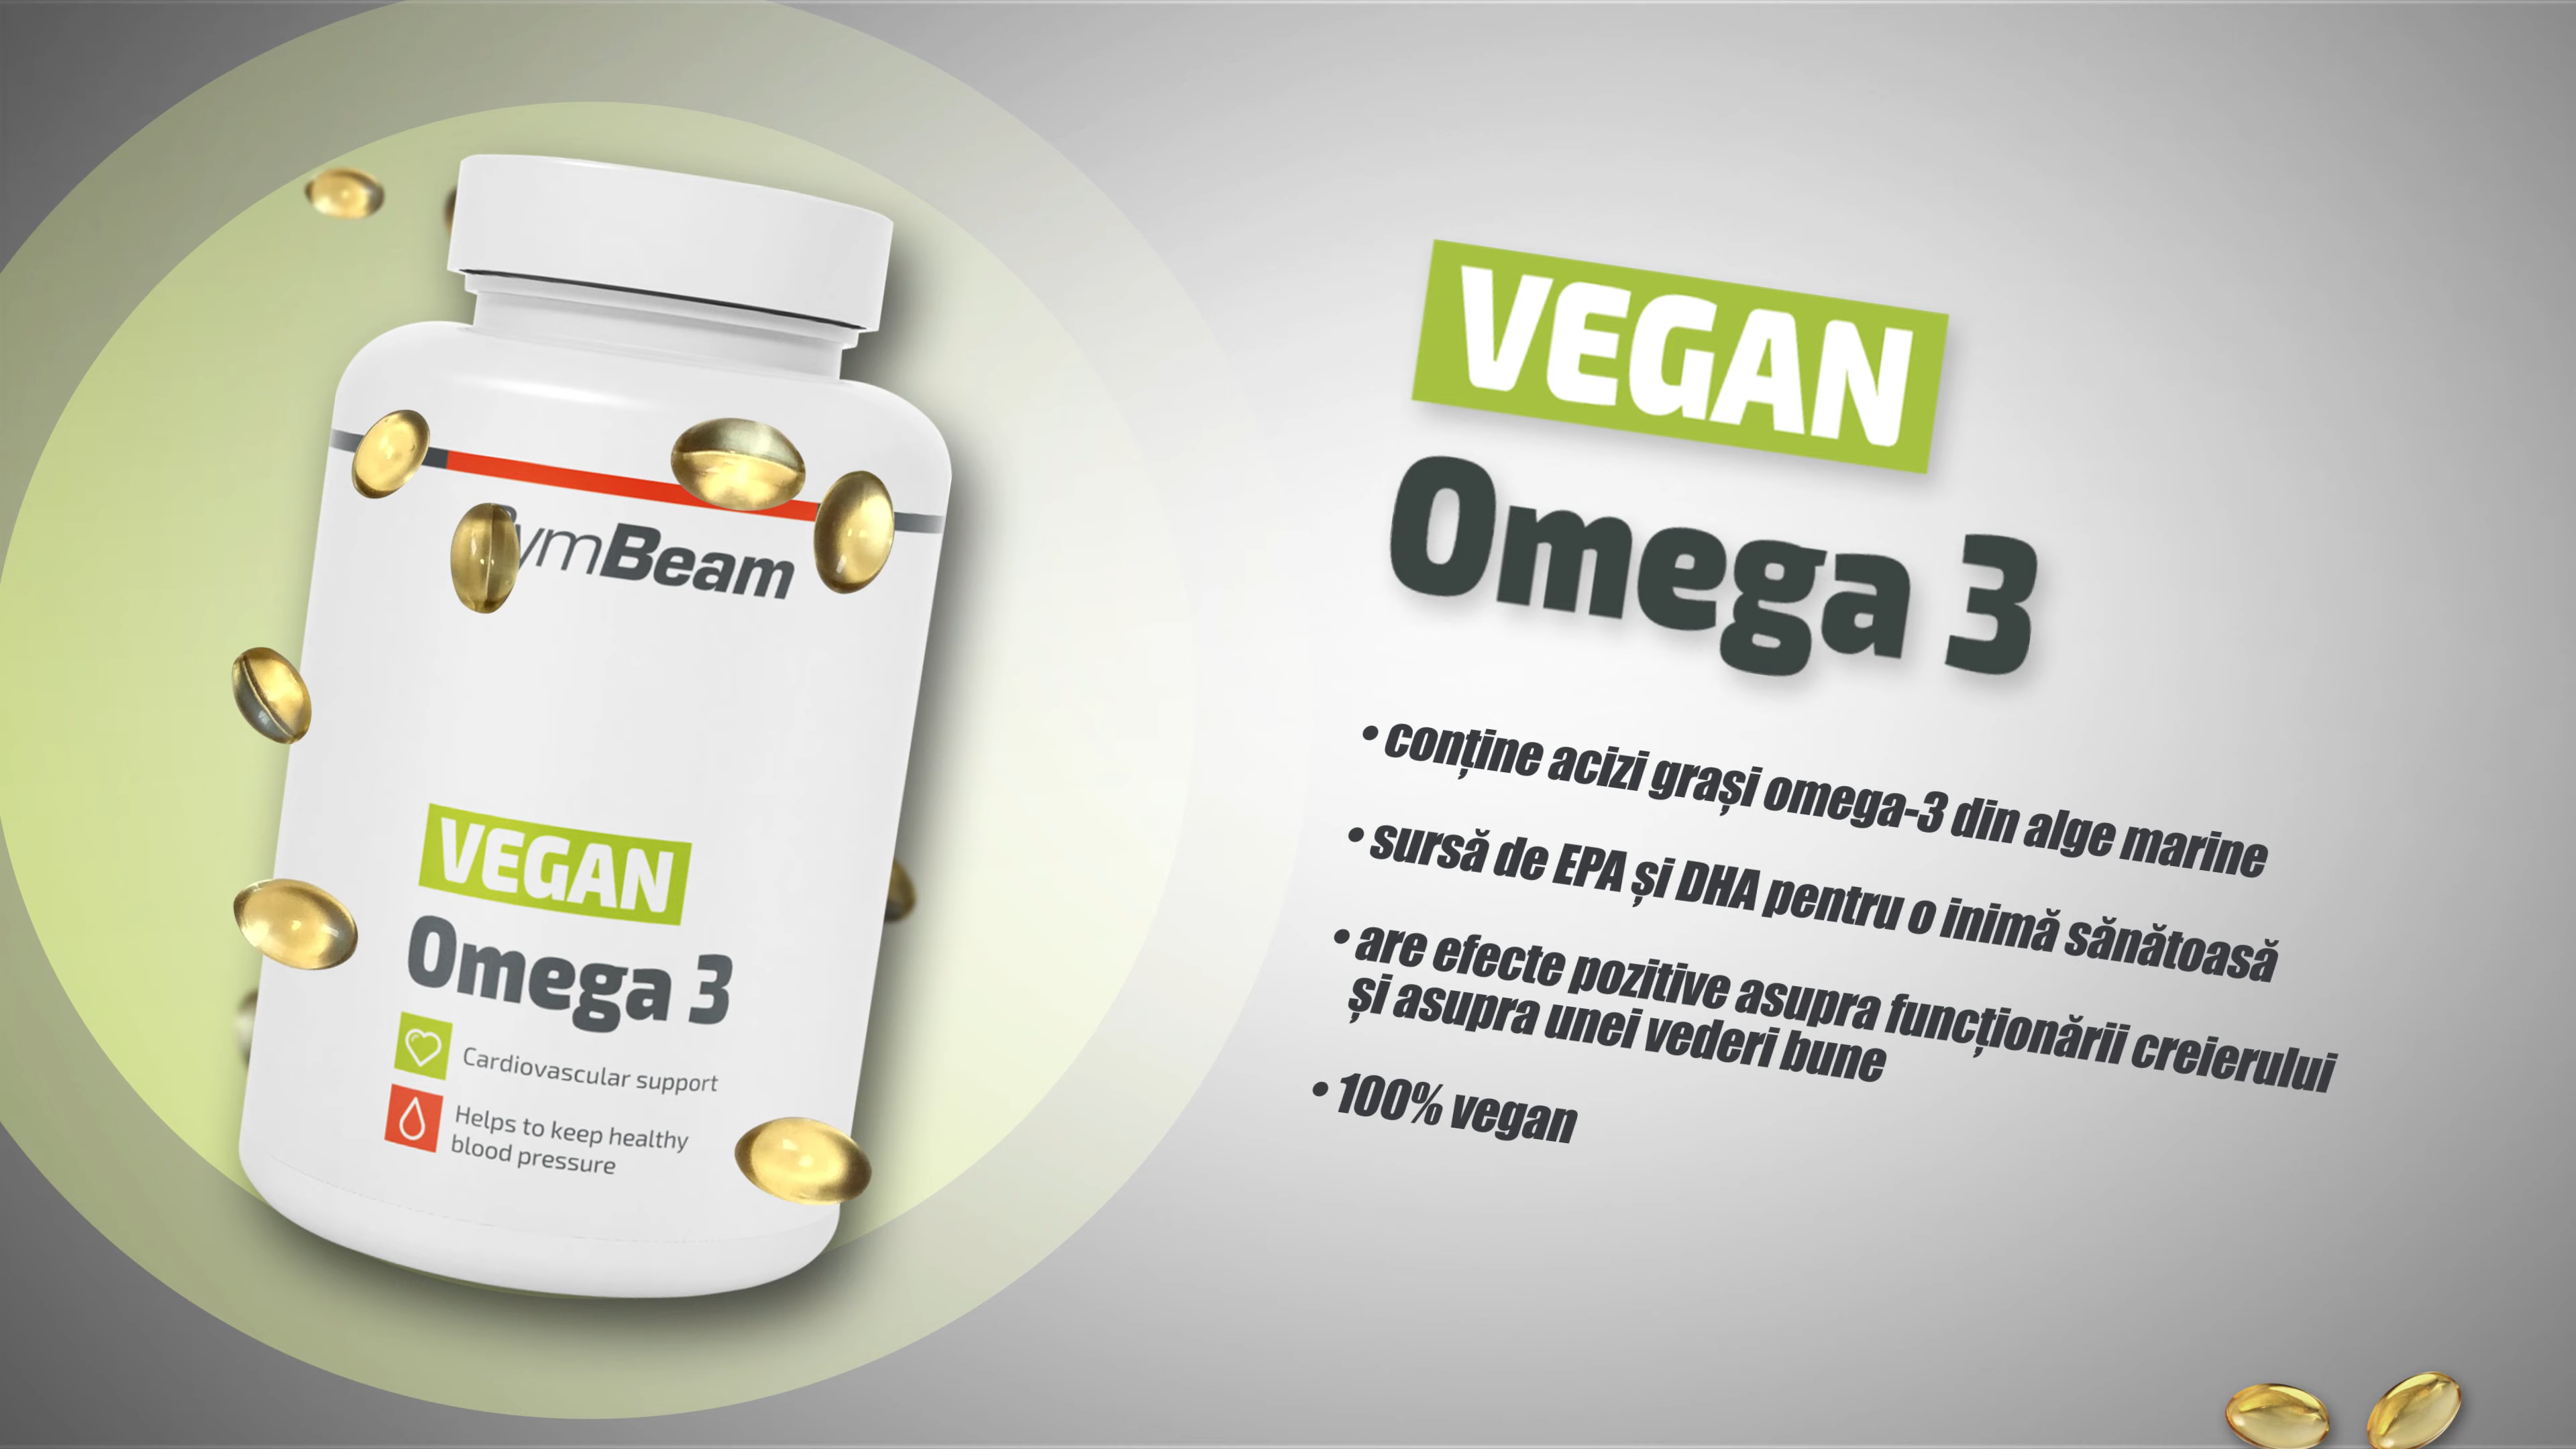 ymBeam
VEGAN
Omega 3
Cardiovascular support
Helps to keep healthy
blood pressure
VEGAN
Omega 3
• conține acizi grași omega-3 din alge marine
• sursă de EPA și DHA pentru o inimă sănătoasă
• are efecte pozitive asupra funcționării creierului
și asupra unei vederi bune
• 100% vegan